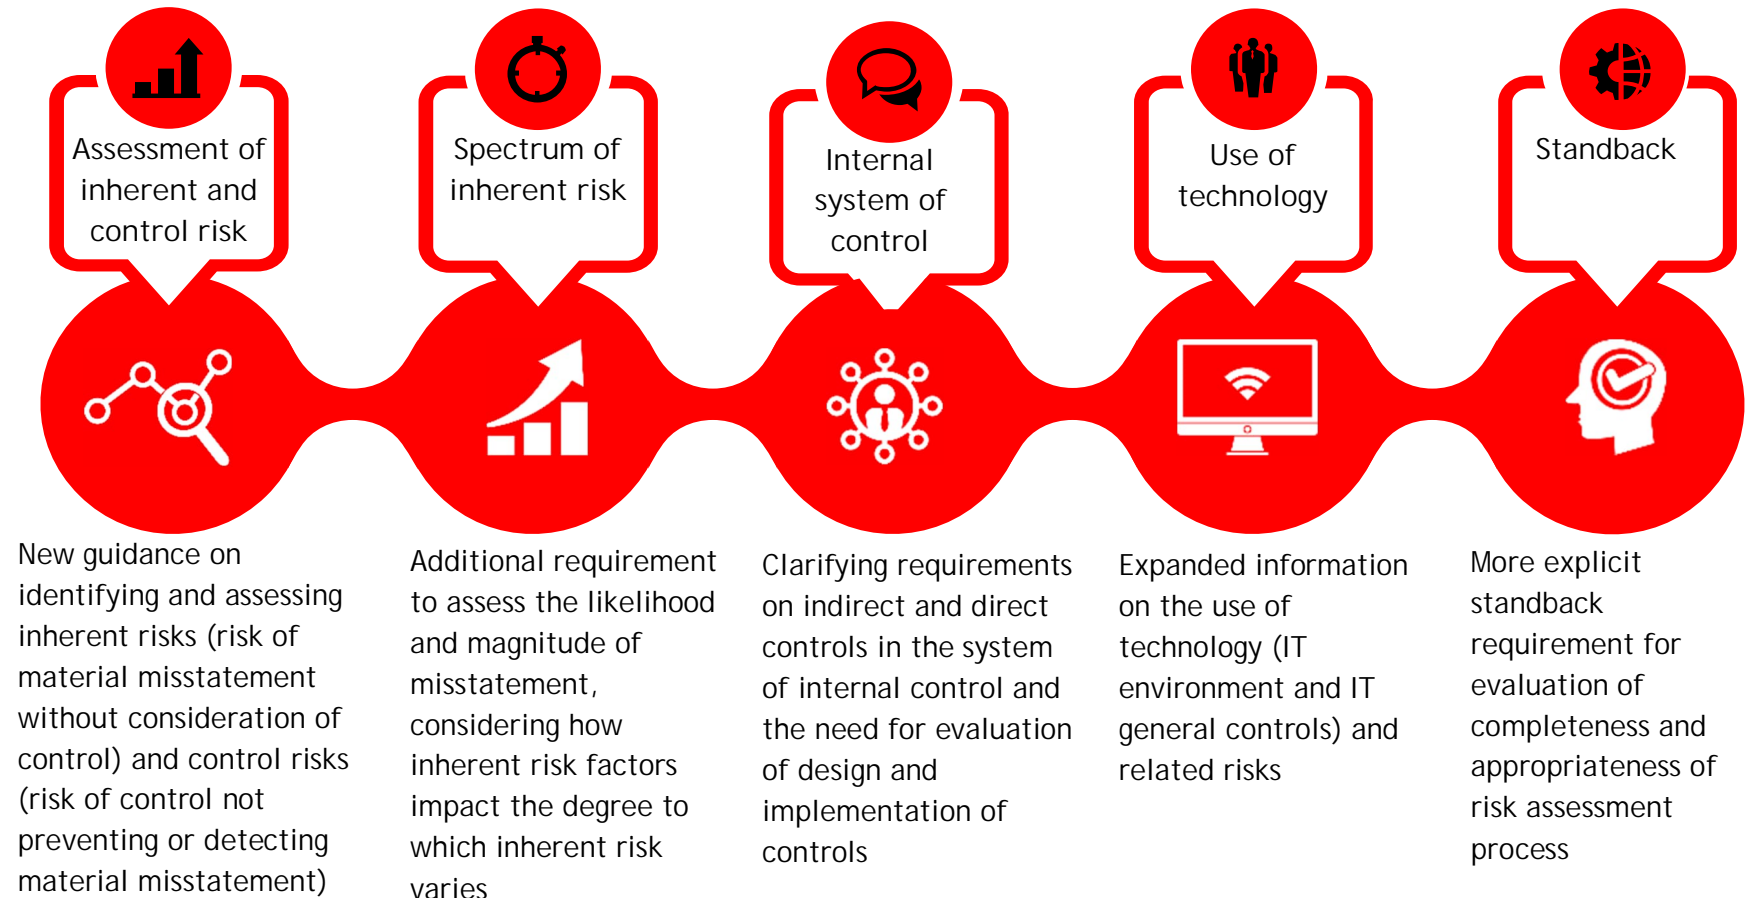 Assessment of
inherent and
control risk
Spectrum of
inherent risk
Internal
system of
control
Use of
technology
Standback
New guidance on
identifying and assessing
inherent risks (risk of
material misstatement
without consideration of
control) and control risks
(risk of control not
preventing or detecting
material misstatement)
Additional requirement
to assess the likelihood
and magnitude of
misstatement,
considering how
inherent risk factors
impact the degree to
which inherent risk
varies
Clarifying requirements
on indirect and direct
controls in the system
of internal control and
the need for evaluation
of design and
implementation of
controls
Expanded information
on the use of
technology (IT
environment and IT
general controls) and
related risks
More explicit
standback
requirement for
evaluation of
completeness and
appropriateness of
risk assessment
process